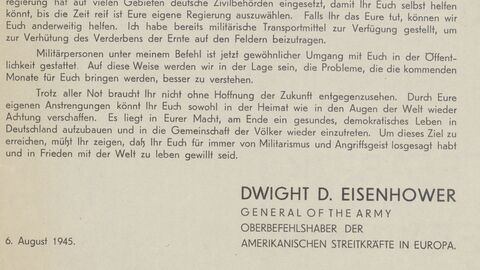 regierung hat auf vielen Gebieten deutsche Zivilbehörden eingesetzt, damit Ihr Euch selbst helfen
könnt, bis die Zeit reif ist Eure eigene Regierung auszuwählen. Falls Ihr das Eure tut, können wir
Euch anderweitig helfen. Ich habe bereits militärische Transportmittel zur Verfügung gestellt, um
zur Verhütung des Verderbens der Ernte auf den Feldern beizutragen.
Militärpersonen unter meinem Befehl ist jetzt gewöhnlicher Umgang mit Euch in der Öffent-
lichkeit gestattet. Auf diese Weise werden wir in der Lage sein, die Probleme, die die kommenden
Monate für Euch bringen werden, besser zu verstehen.
Trotz aller Not braucht Ihr nicht ohne Hoffnung der Zukunft entgegenzusehen. Durch Eure
eigenen Anstrengungen könnt Ihr Euch sowohl in der Heimat wie in den Augen der Welt wieder
Achtung verschaffen. Es liegt in Eurer Macht, am Ende ein gesundes, demokratisches Leben in
Deutschland aufzubauen und in die Gemeinschaft der Völker wieder einzutreten. Um dieses Ziel zu
erreichen, müßt Ihr zeigen, daß Ihr Euch für immer von Militarismus und Angriffsgeist losgesagt habt
und in Frieden mit der Welt zu leben gewillt seid.
DWIGHT D. EISENHOWER
GENERAL OF THE ARMY
OBERBEFEHLSHABER DER
6. August 1945. AMERIKANISCHEN STREITKRÄFTE IN EUROPA.